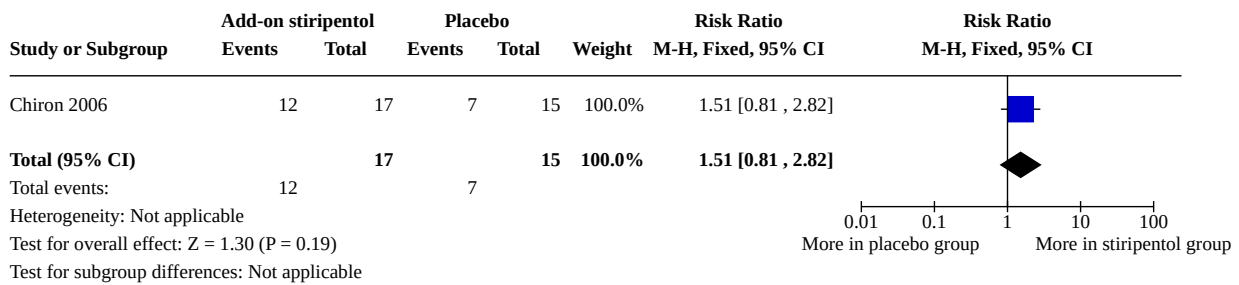 Add-on stiripentol Placebo Risk Ratio Risk Ratio
Study or Subgroup Events Total Events Total Weight M-H, Fixed, 95% CI M-H, Fixed, 95% CI
Chiron 2006 12 17 7 15 100.0% 1.51 [0.81 , 2.82]
Total (95% CI) 17 15 100.0% 1.51 [0.81 , 2.82]
Total events: 12 7
Heterogeneity: Not applicable
0.01 0.1 1 10 100
Test for overall effect: Z = 1.30 (P = 0.19) More in placebo group More in stiripentol group
Test for subgroup differences: Not applicable